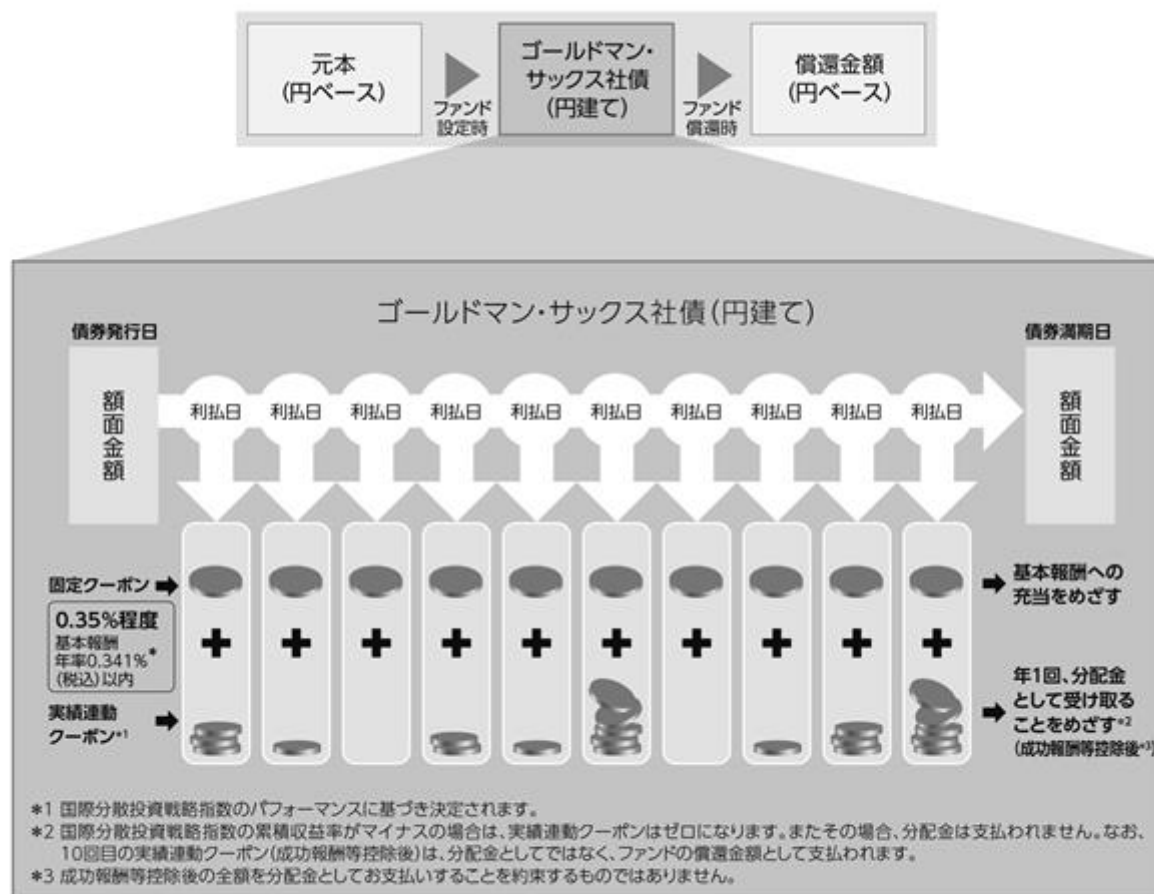 元本
(円ベース)
ファンド
設定時
ゴールドマン・
サックス社債
(円建て)
ファンド
償還時
償還金額
(円ベース)
ゴールドマン・サックス社債(円建て)
債券発行日
債券満期日
額面金額
利払日 利払日 利払日 利払日 利払日 利払日 利払日 利払日 利払日 利払日
額面金額
固定クーポン
0.35%程度
基本報酬
年率0.341%*
(税込)以内
実績連動
クーポン*1
基本報酬への
充当をめざす
年1回、分配金
として受け取る
ことをめざす*2
(成功報酬等控除後*3)
*1 国際分散投資戦略指数のパフォーマンスに基づき決定されます。
*2 国際分散投資戦略指数の累積収益率がマイナスの場合は、実績連動クーポンはゼロになります。またその場合、分配金は支払われません。なお、
10回目の実績連動クーポン(成功報酬等控除後)は、分配金としてではなく、ファンドの償還金額として支払われます。
*3 成功報酬等控除後の全額を分配金としてお支払いすることを約束するものではありません。